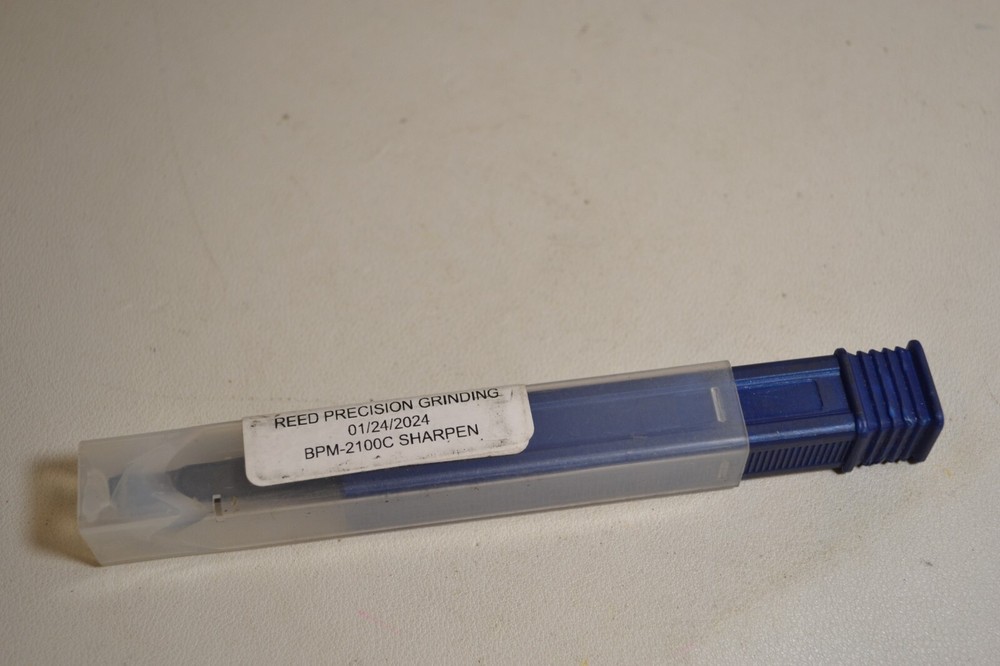 REED PRECISION GRINDING
01/24/2024
BPM-2100C SHARPEN